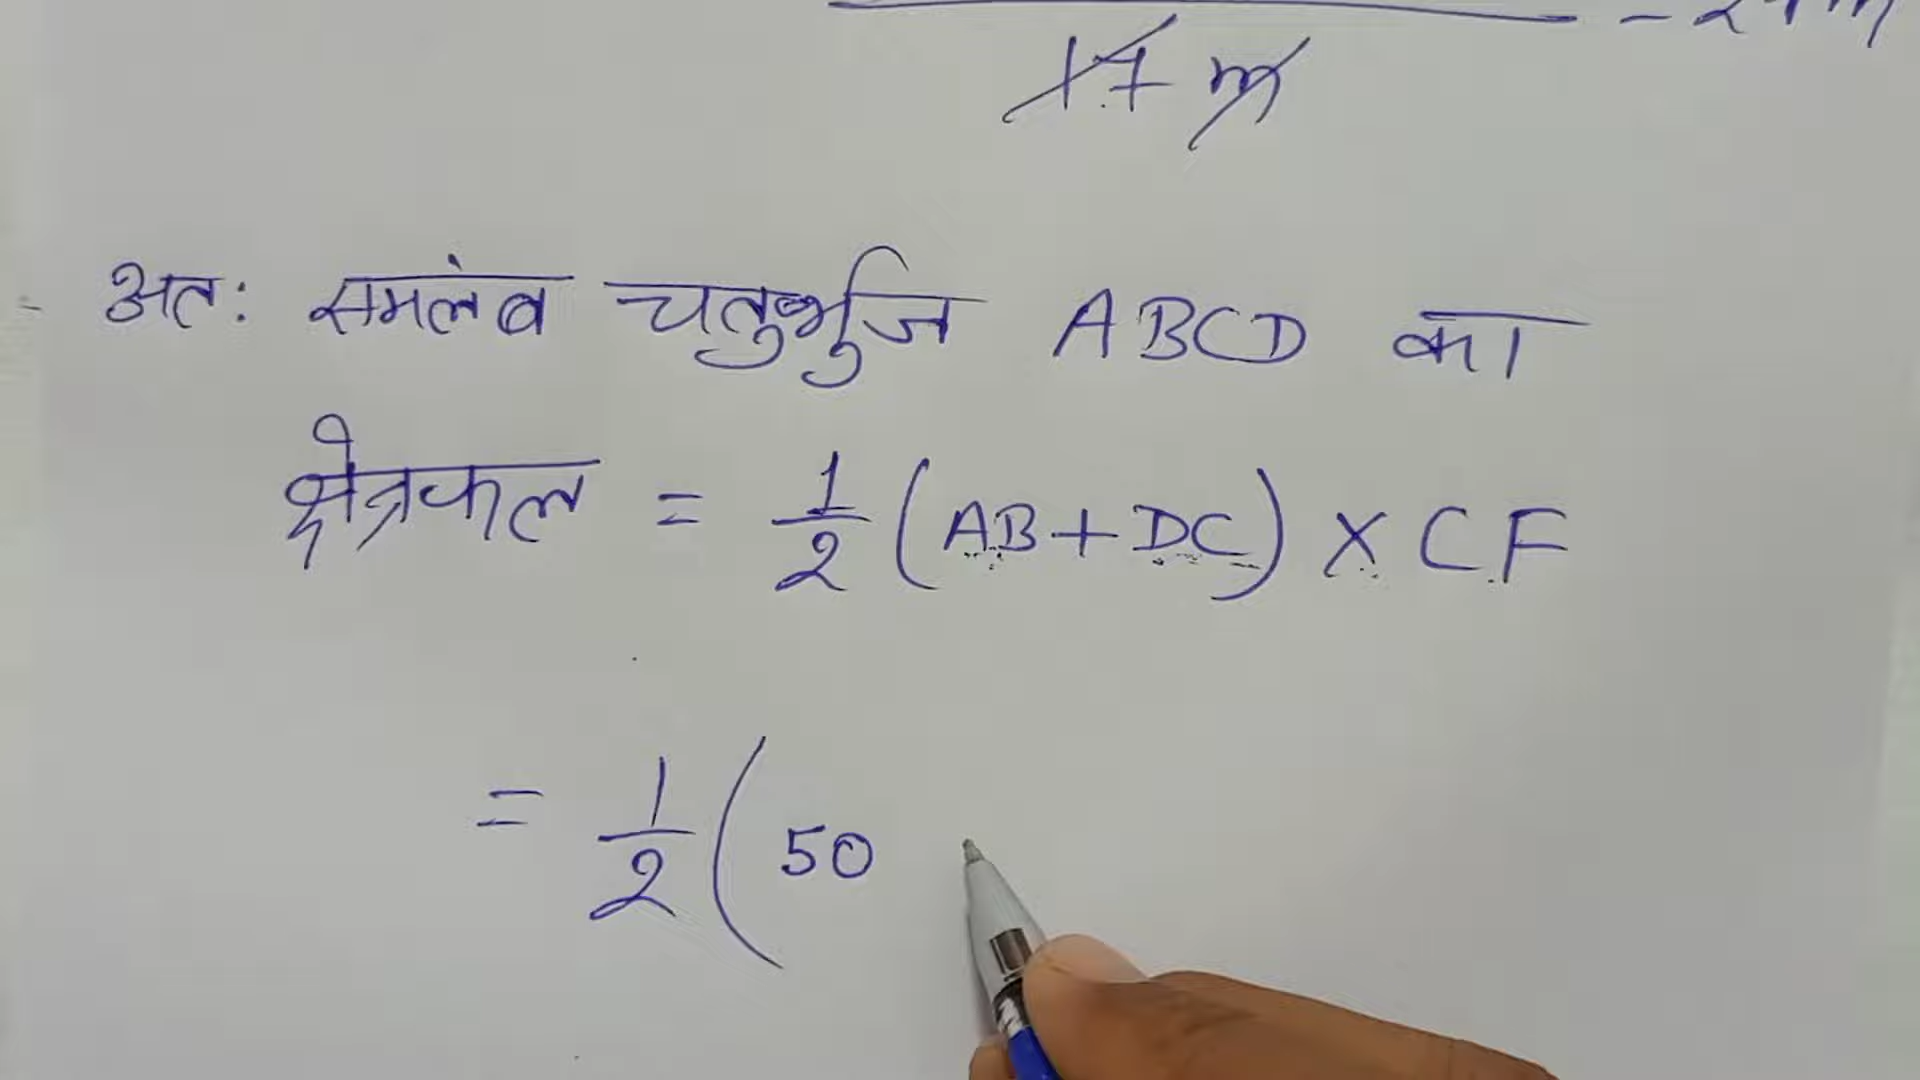 17 m
अतः समलंब चतुर्भुज ABCD का
क्षेत्रफल = 1/2 (AB+DC) × CF
= 1/2 ( 50